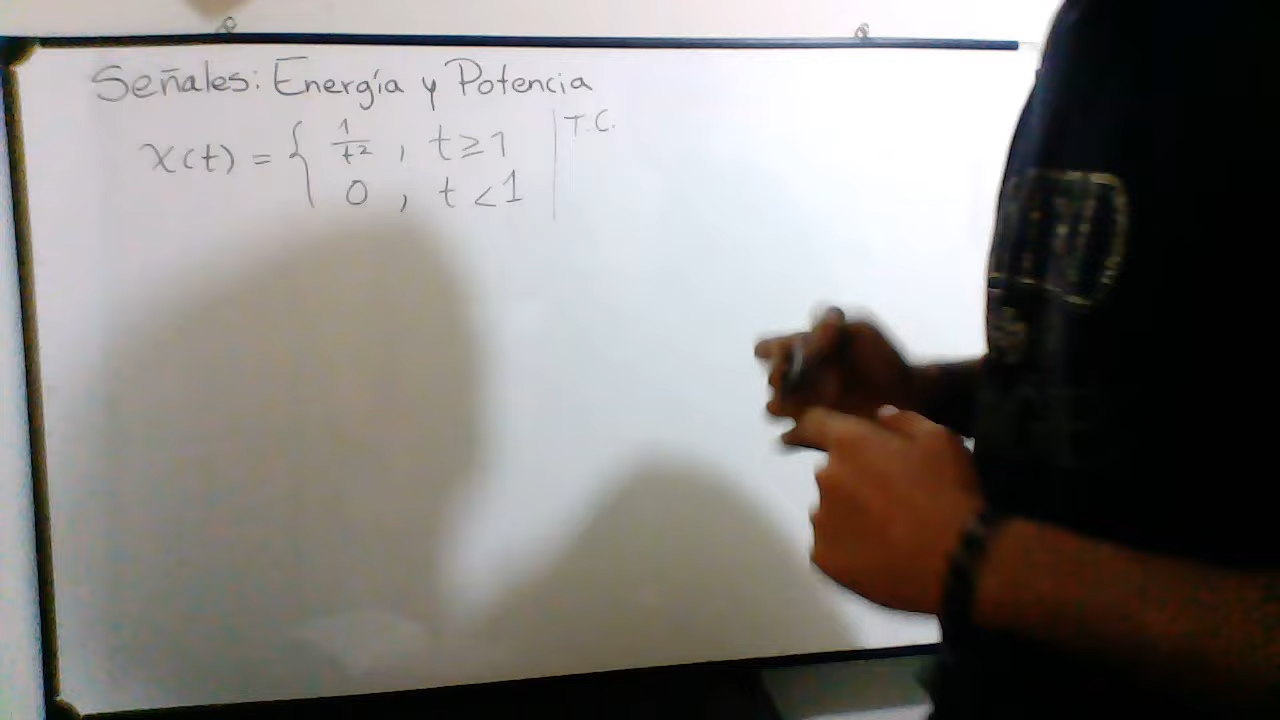 Señales: Energía y Potencia
x(t) = { 1/t², t ≥ 1 | T.C.
0, t < 1